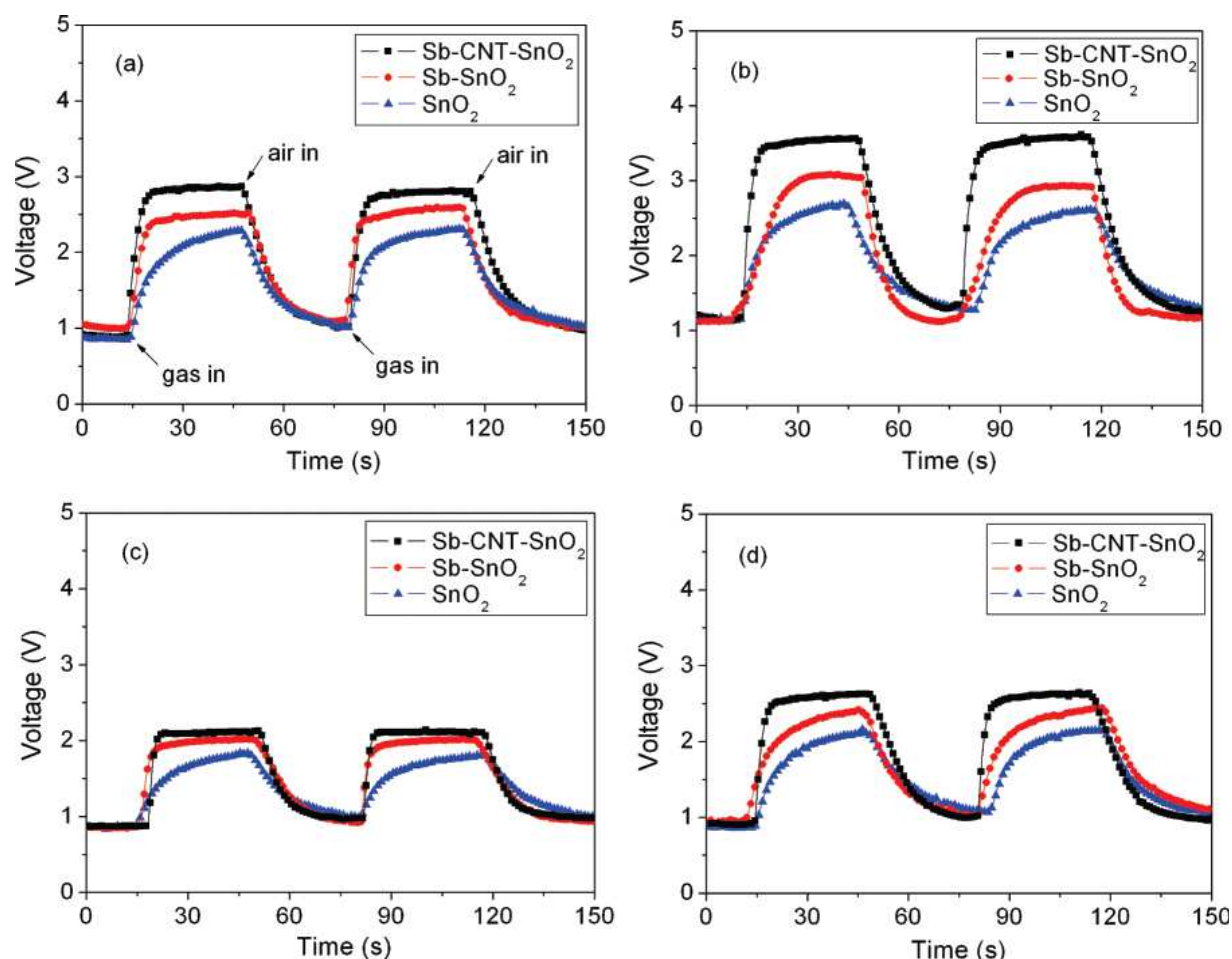 (a)
Sb-CNT-SnO2
Sb-SnO2
SnO2
air in
air in
gas in
gas in
5
4
3
2
1
0
Voltage (V)
0 30 60 90 120 150
Time (s)
(b)
Sb-CNT-SnO2
Sb-SnO2
SnO2
5
4
3
2
1
0
Voltage (V)
0 30 60 90 120 150
Time (s)
(c)
Sb-CNT-SnO2
Sb-SnO2
SnO2
5
4
3
2
1
0
Voltage (V)
0 30 60 90 120 150
Time (s)
(d)
Sb-CNT-SnO2
Sb-SnO2
SnO2
5
4
3
2
1
0
Voltage (V)
0 30 60 90 120 150
Time (s)